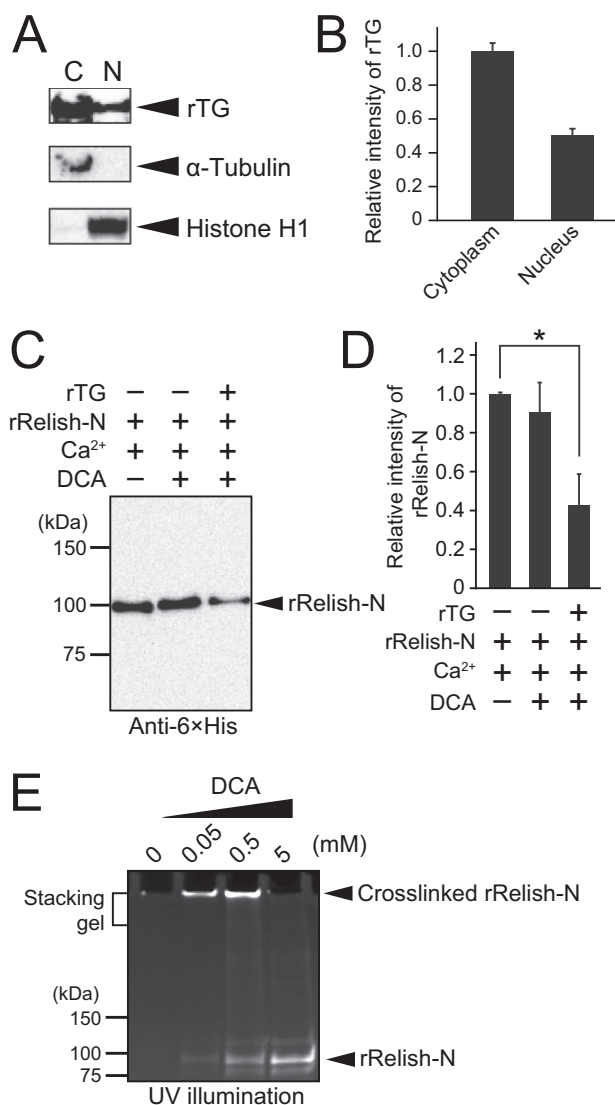 A
C N
rTG
α-Tubulin
Histone H1
B
Relative intensity of rTG
1.0
0.8
0.6
0.4
0.2
0
Cytoplasm
Nucleus
C
rTG − − +
rRelish-N + + +
Ca²⁺ + + +
DCA − + +
(kDa)
150
100
75
rRelish-N
Anti-6×His
D
*
Relative intensity of
rRelish-N
1.2
1.0
0.8
0.6
0.4
0.2
0
rTG − − +
rRelish-N + + +
Ca²⁺ + + +
DCA − + +
E
DCA
0 0.05 0.5 5 (mM)
Stacking
gel
Crosslinked rRelish-N
(kDa)
150
100
75
rRelish-N
UV illumination